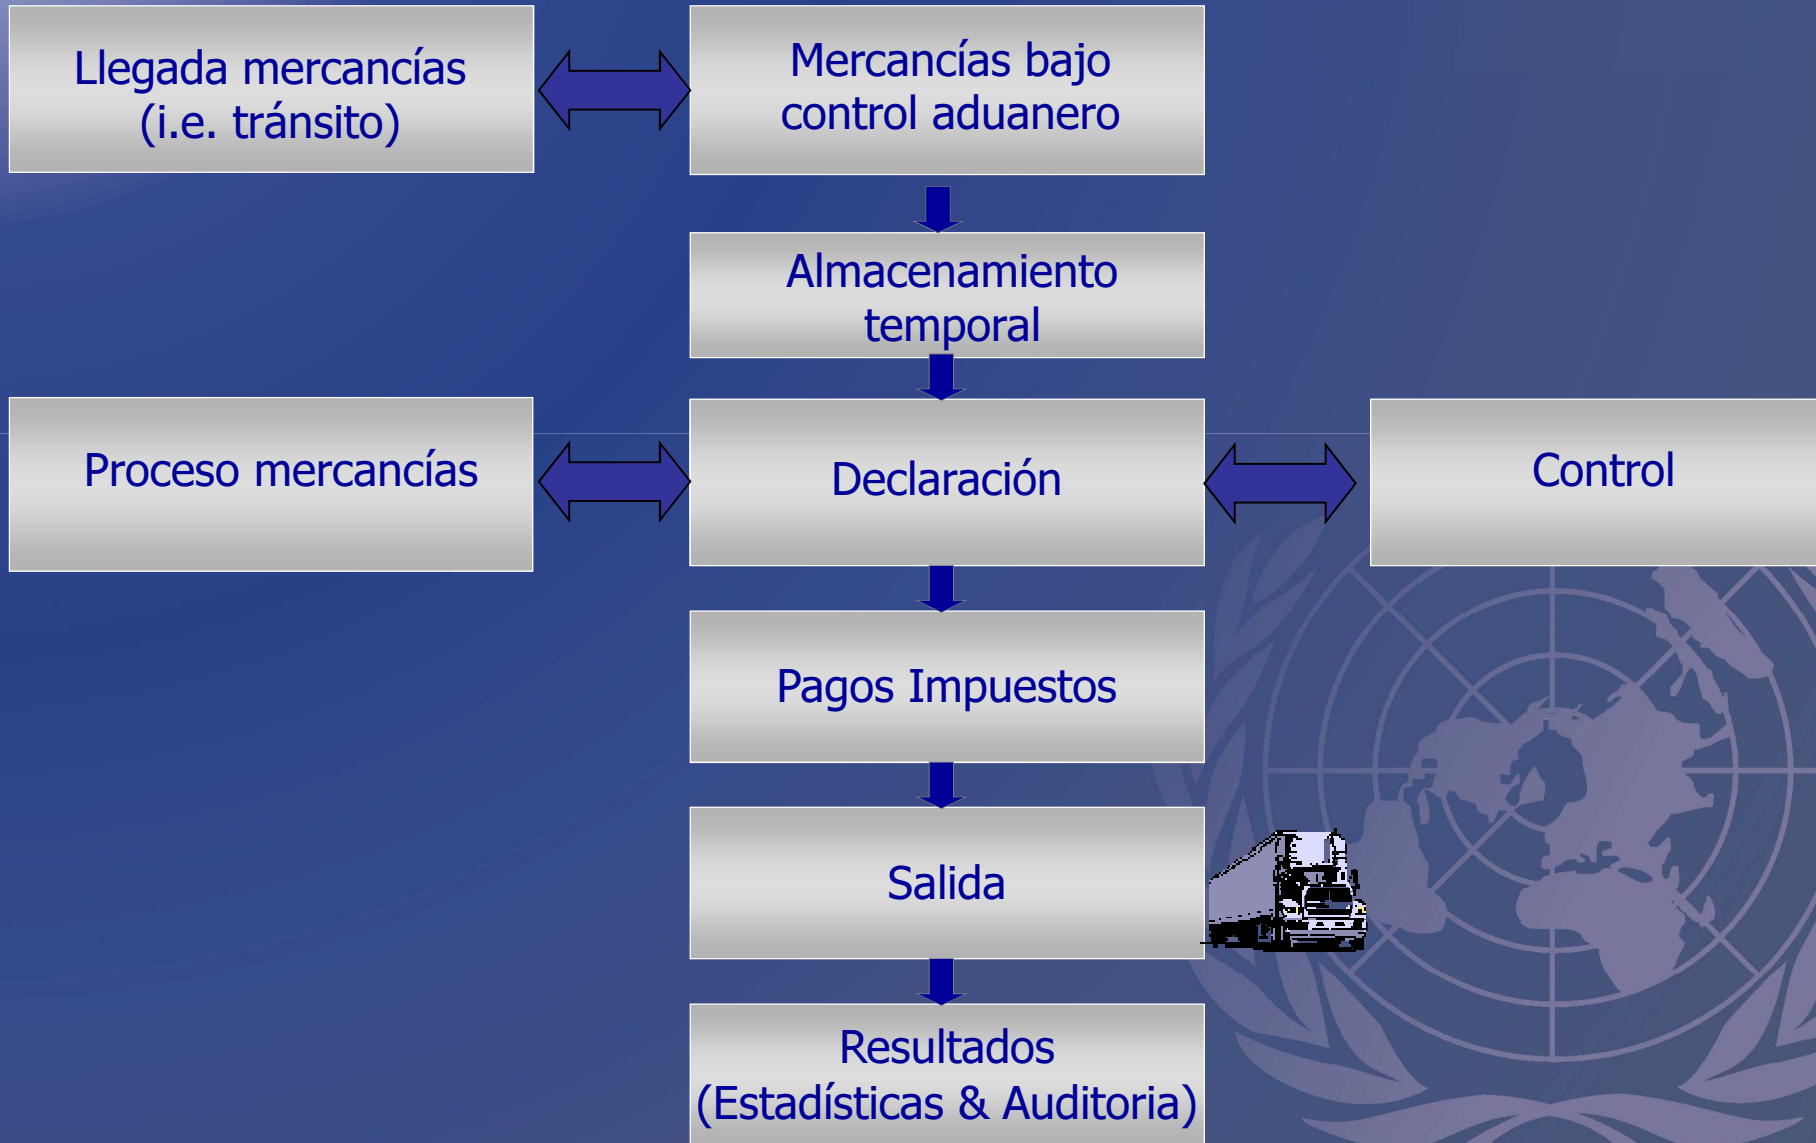 Llegada mercancías
(i.e. tránsito)
Mercancías bajo
control aduanero
Almacenamiento
temporal
Proceso mercancías
Declaración
Control
Pagos Impuestos
Salida
Resultados
(Estadísticas & Auditoria)